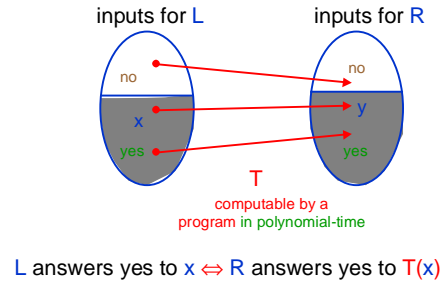 inputs for L inputs for R
no no
x y
yes yes
T
computable by a
program in polynomial-time
L answers yes to x ⇔ R answers yes to T(x)